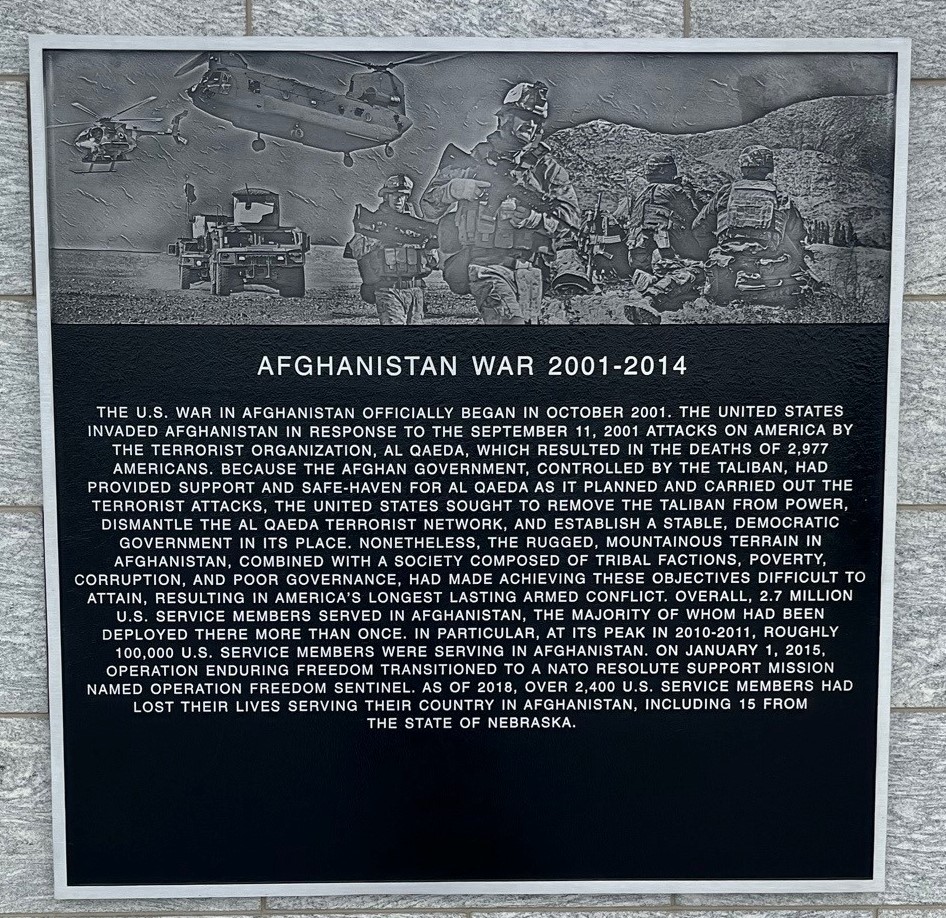 AFGHANISTAN WAR 2001-2014
THE U.S. WAR IN AFGHANISTAN OFFICIALLY BEGAN IN OCTOBER 2001. THE UNITED STATES
INVADED AFGHANISTAN IN RESPONSE TO THE SEPTEMBER 11, 2001 ATTACKS ON AMERICA BY
THE TERRORIST ORGANIZATION, AL QAEDA, WHICH RESULTED IN THE DEATHS OF 2,977
AMERICANS. BECAUSE THE AFGHAN GOVERNMENT, CONTROLLED BY THE TALIBAN, HAD
PROVIDED SUPPORT AND SAFE-HAVEN FOR AL QAEDA AS IT PLANNED AND CARRIED OUT THE
TERRORIST ATTACKS, THE UNITED STATES SOUGHT TO REMOVE THE TALIBAN FROM POWER,
DISMANTLE THE AL QAEDA TERRORIST NETWORK, AND ESTABLISH A STABLE, DEMOCRATIC
GOVERNMENT IN ITS PLACE. NONETHELESS, THE RUGGED, MOUNTAINOUS TERRAIN IN
AFGHANISTAN, COMBINED WITH A SOCIETY COMPOSED OF TRIBAL FACTIONS, POVERTY,
CORRUPTION, AND POOR GOVERNANCE, HAD MADE ACHIEVING THESE OBJECTIVES DIFFICULT TO
ATTAIN, RESULTING IN AMERICA'S LONGEST LASTING ARMED CONFLICT. OVERALL, 2.7 MILLION
U.S. SERVICE MEMBERS SERVED IN AFGHANISTAN, THE MAJORITY OF WHOM HAD BEEN
DEPLOYED THERE MORE THAN ONCE. IN PARTICULAR, AT ITS PEAK IN 2010-2011, ROUGHLY
100,000 U.S. SERVICE MEMBERS WERE SERVING IN AFGHANISTAN. ON JANUARY 1, 2015,
OPERATION ENDURING FREEDOM TRANSITIONED TO A NATO RESOLUTE SUPPORT MISSION
NAMED OPERATION FREEDOM SENTINEL. AS OF 2018, OVER 2,400 U.S. SERVICE MEMBERS HAD
LOST THEIR LIVES SERVING THEIR COUNTRY IN AFGHANISTAN, INCLUDING 15 FROM
THE STATE OF NEBRASKA.